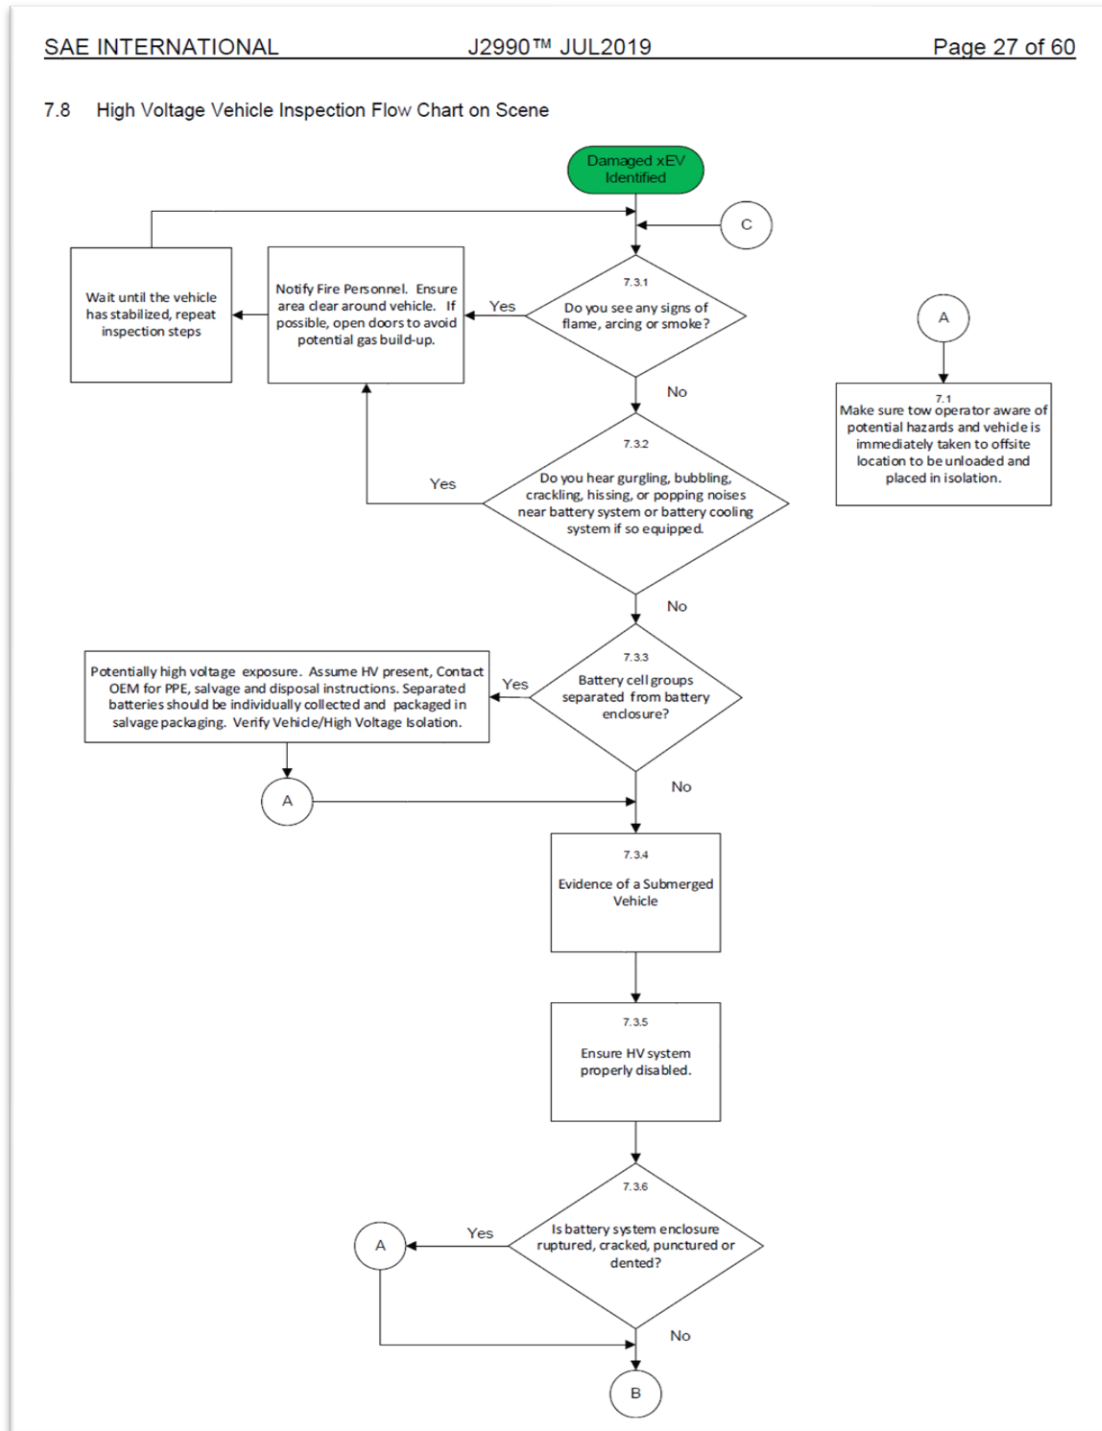 SAE INTERNATIONAL J2990™ JUL2019 Page 27 of 60
7.8 High Voltage Vehicle Inspection Flow Chart on Scene
Damaged xEV
Identified
C
7.3.1
Do you see any signs of
flame, arcing or smoke?
Yes
Notify Fire Personnel. Ensure
area clear around vehicle. If
possible, open doors to avoid
potential gas build-up.
Wait until the vehicle
has stabilized, repeat
inspection steps
No
A
7.1
Make sure tow operator aware of
potential hazards and vehicle is
immediately taken to offsite
location to be unloaded and
placed in isolation.
7.3.2
Do you hear gurgling, bubbling,
crackling, hissing, or popping noises
near battery system or battery cooling
system if so equipped.
Yes
No
7.3.3
Battery cell groups
separated from battery
enclosure?
Yes
Potentially high voltage exposure. Assume HV present, Contact
OEM for PPE, salvage and disposal instructions. Separated
batteries should be individually collected and packaged in
salvage packaging. Verify Vehicle/High Voltage Isolation.
A
No
7.3.4
Evidence of a Submerged
Vehicle
7.3.5
Ensure HV system
properly disabled.
7.3.6
Is battery system enclosure
ruptured, cracked, punctured or
dented?
Yes
A
No
B